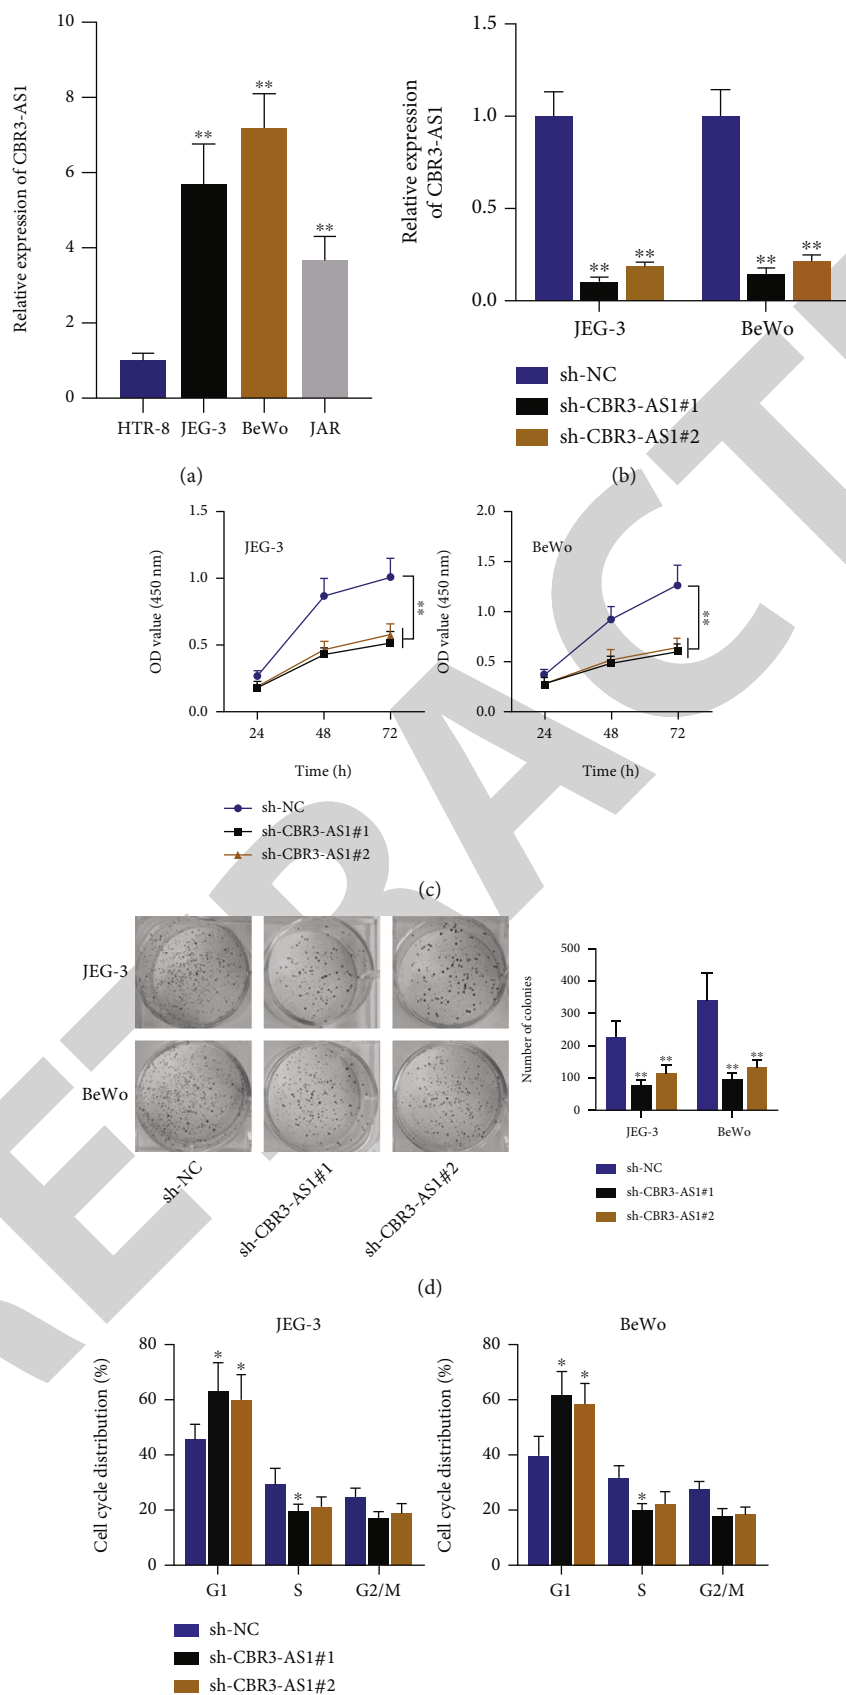 10
8
6
4
2
0
Relative expression of CBR3-AS1
**
**
**
HTR-8 JEG-3 BeWo JAR
(a)
1.5
1.0
0.5
0.0
Relative expression
of CBR3-AS1
**
**
**
**
JEG-3 BeWo
sh-NC
sh-CBR3-AS1#1
sh-CBR3-AS1#2
(b)
1.5
1.0
0.5
0.0
OD value (450 nm)
JEG-3
**
24 48 72
Time (h)
2.0
1.5
1.0
0.5
0.0
OD value (450 nm)
BeWo
**
24 48 72
Time (h)
sh-NC
sh-CBR3-AS1#1
sh-CBR3-AS1#2
(c)
JEG-3
BeWo
sh-NC
sh-CBR3-AS1#1
sh-CBR3-AS1#2
500
400
300
200
100
0
Number of colonies
**
**
**
**
JEG-3 BeWo
sh-NC
sh-CBR3-AS1#1
sh-CBR3-AS1#2
(d)
JEG-3
80
60
40
20
0
Cell cycle distribution (%)
*
*
*
G1 S G2/M
BeWo
80
60
40
20
0
Cell cycle distribution (%)
*
*
*
G1 S G2/M
sh-NC
sh-CBR3-AS1#1
sh-CBR3-AS1#2